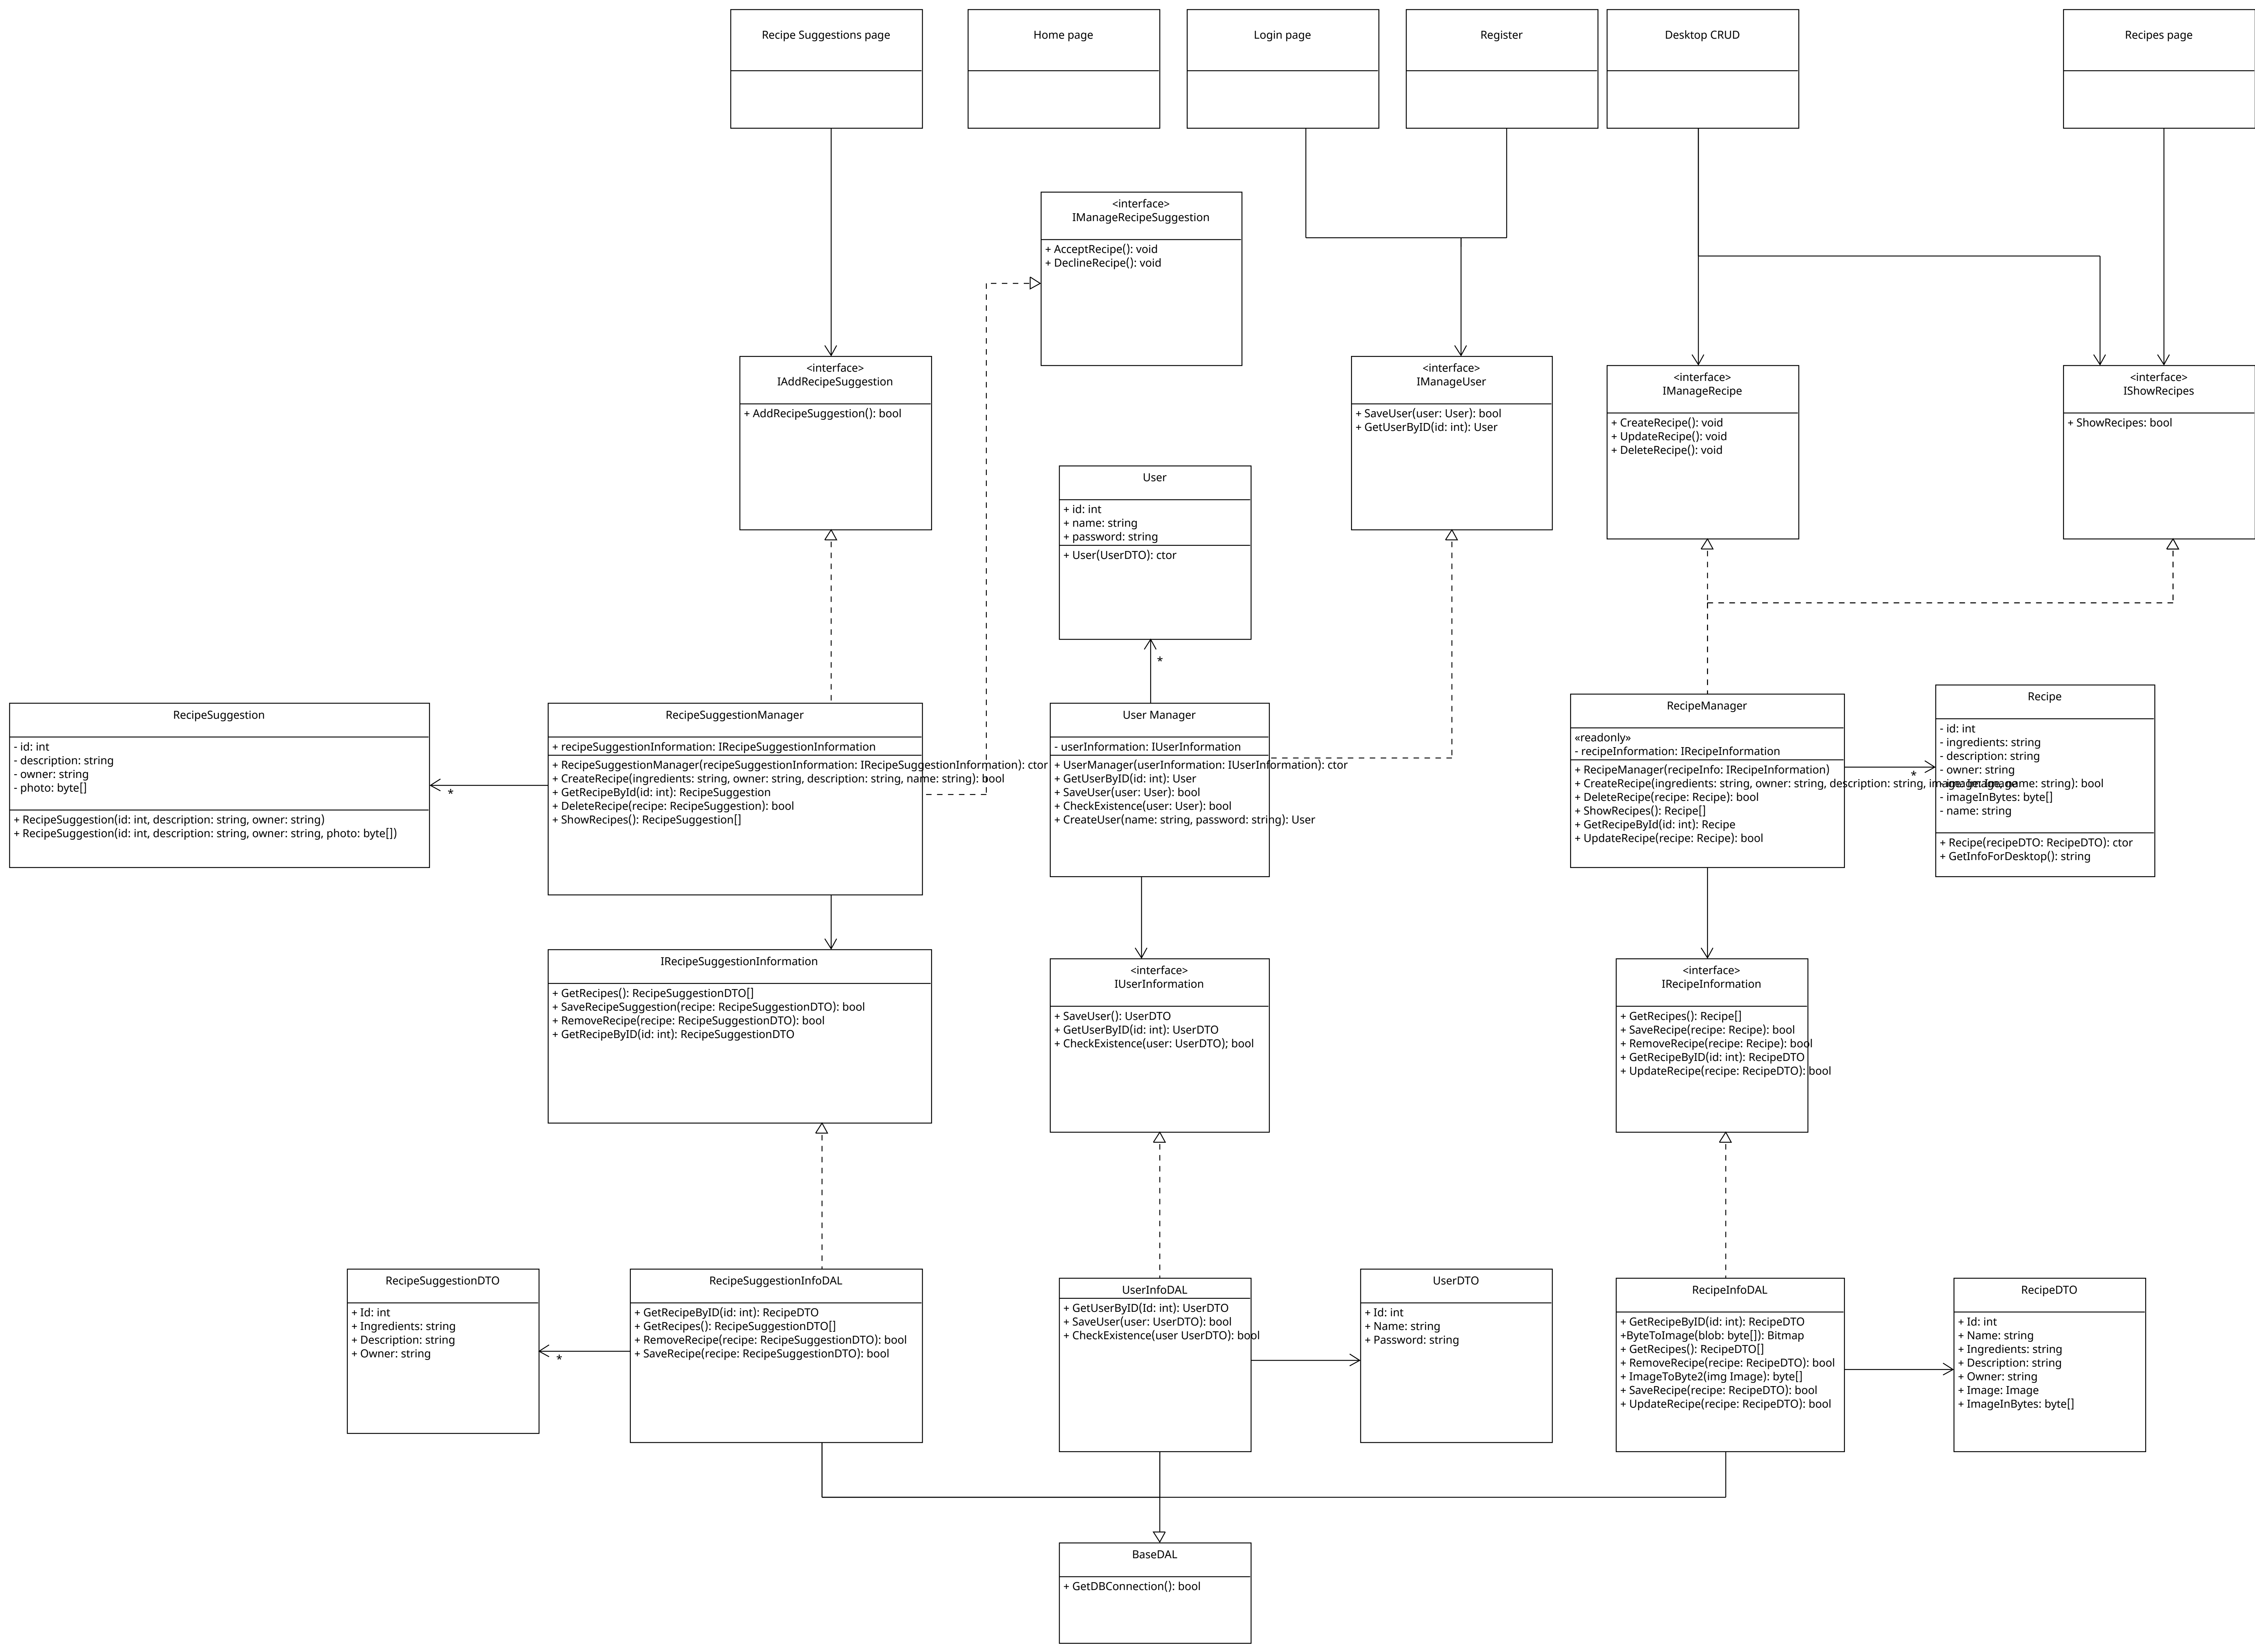 Recipe Suggestions page
Home page
Login page
Register
Desktop CRUD
Recipes page
<interface>
IManageRecipeSuggestion
+ AcceptRecipe(): void
+ DeclineRecipe(): void
<interface>
IAddRecipeSuggestion
+ AddRecipeSuggestion(): bool
<interface>
IManageUser
+ SaveUser(user: User): bool
+ GetUserByID(id: int): User
<interface>
IManageRecipe
+ CreateRecipe(): void
+ UpdateRecipe(): void
+ DeleteRecipe(): void
<interface>
IShowRecipes
+ ShowRecipes: bool
User
+ id: int
+ name: string
+ password: string
+ User(UserDTO): ctor
*
RecipeSuggestion
- id: int
- description: string
- owner: string
- photo: byte[]
+ RecipeSuggestion(id: int, description: string, owner: string)
+ RecipeSuggestion(id: int, description: string, owner: string, photo: byte[])
*
RecipeSuggestionManager
+ recipeSuggestionInformation: IRecipeSuggestionInformation
+ RecipeSuggestionManager(recipeSuggestionInformation: IRecipeSuggestionInformation): ctor
+ CreateRecipe(ingredients: string, owner: string, description: string, name: string): bool
+ GetRecipeById(id: int): RecipeSuggestion
+ DeleteRecipe(recipe: RecipeSuggestion): bool
+ ShowRecipes(): RecipeSuggestion[]
User Manager
- userInformation: IUserInformation
+ UserManager(userInformation: IUserInformation): ctor
+ GetUserByID(id: int): User
+ SaveUser(user: User): bool
+ CheckExistence(user: User): bool
+ CreateUser(name: string, password: string): User
RecipeManager
«readonly»
- recipeInformation: IRecipeInformation
+ RecipeManager(recipeInfo: IRecipeInformation)
+ CreateRecipe(ingredients: string, owner: string, description: string, image: Image, name: string): bool
+ DeleteRecipe(recipe: Recipe): bool
+ ShowRecipes(): Recipe[]
+ GetRecipeById(id: int): Recipe
+ UpdateRecipe(recipe: Recipe): bool
*
Recipe
- id: int
- ingredients: string
- description: string
- owner: string
- image: Image
- imageInBytes: byte[]
- name: string
+ Recipe(recipeDTO: RecipeDTO): ctor
+ GetInfoForDesktop(): string
IRecipeSuggestionInformation
+ GetRecipes(): RecipeSuggestionDTO[]
+ SaveRecipeSuggestion(recipe: RecipeSuggestionDTO): bool
+ RemoveRecipe(recipe: RecipeSuggestionDTO): bool
+ GetRecipeByID(id: int): RecipeSuggestionDTO
<interface>
IUserInformation
+ SaveUser(): UserDTO
+ GetUserByID(id: int): UserDTO
+ CheckExistence(user: UserDTO); bool
<interface>
IRecipeInformation
+ GetRecipes(): Recipe[]
+ SaveRecipe(recipe: Recipe): bool
+ RemoveRecipe(recipe: Recipe): bool
+ GetRecipeByID(id: int): RecipeDTO
+ UpdateRecipe(recipe: RecipeDTO): bool
RecipeSuggestionDTO
+ Id: int
+ Ingredients: string
+ Description: string
+ Owner: string
*
RecipeSuggestionInfoDAL
+ GetRecipeByID(id: int): RecipeDTO
+ GetRecipes(): RecipeSuggestionDTO[]
+ RemoveRecipe(recipe: RecipeSuggestionDTO): bool
+ SaveRecipe(recipe: RecipeSuggestionDTO): bool
UserInfoDAL
+ GetUserByID(Id: int): UserDTO
+ SaveUser(user: UserDTO): bool
+ CheckExistence(user UserDTO): bool
UserDTO
+ Id: int
+ Name: string
+ Password: string
RecipeInfoDAL
+ GetRecipeByID(id: int): RecipeDTO
+ByteToImage(blob: byte[]): Bitmap
+ GetRecipes(): RecipeDTO[]
+ RemoveRecipe(recipe: RecipeDTO): bool
+ ImageToByte2(img Image): byte[]
+ SaveRecipe(recipe: RecipeDTO): bool
+ UpdateRecipe(recipe: RecipeDTO): bool
RecipeDTO
+ Id: int
+ Name: string
+ Ingredients: string
+ Description: string
+ Owner: string
+ Image: Image
+ ImageInBytes: byte[]
BaseDAL
+ GetDBConnection(): bool